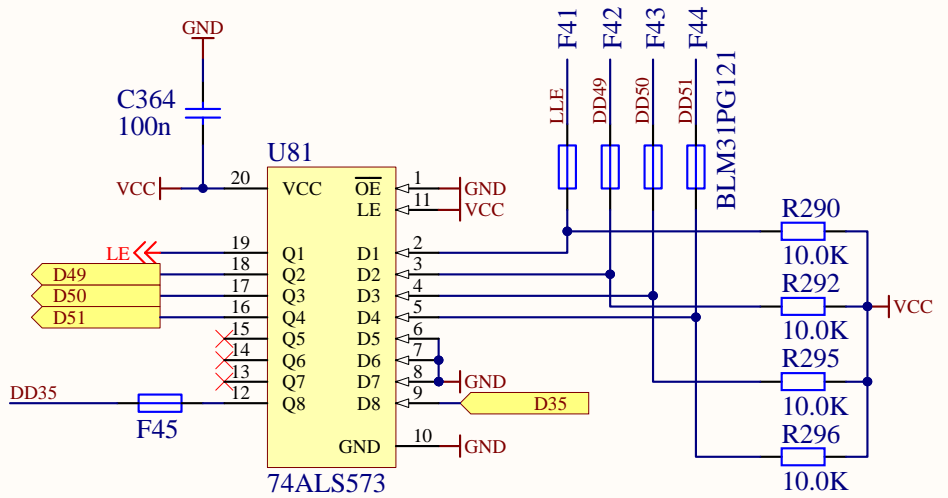 GND
C364
100n
VCC
U81
20
VCC
OE
1
GND
LE
11
VCC
LE
19
Q1
D1
2
D49
18
Q2
D2
3
D50
17
Q3
D3
4
D51
16
Q4
D4
5
15
Q5
D5
6
14
Q6
D6
7
13
Q7
D7
8
GND
DD35
F45
12
Q8
D8
9
D35
GND
10
GND
74ALS573
F41
F42
F43
F44
LLE
DD49
DD50
DD51
BLM31PG121
R290
10.0K
R292
10.0K
VCC
R295
10.0K
R296
10.0K